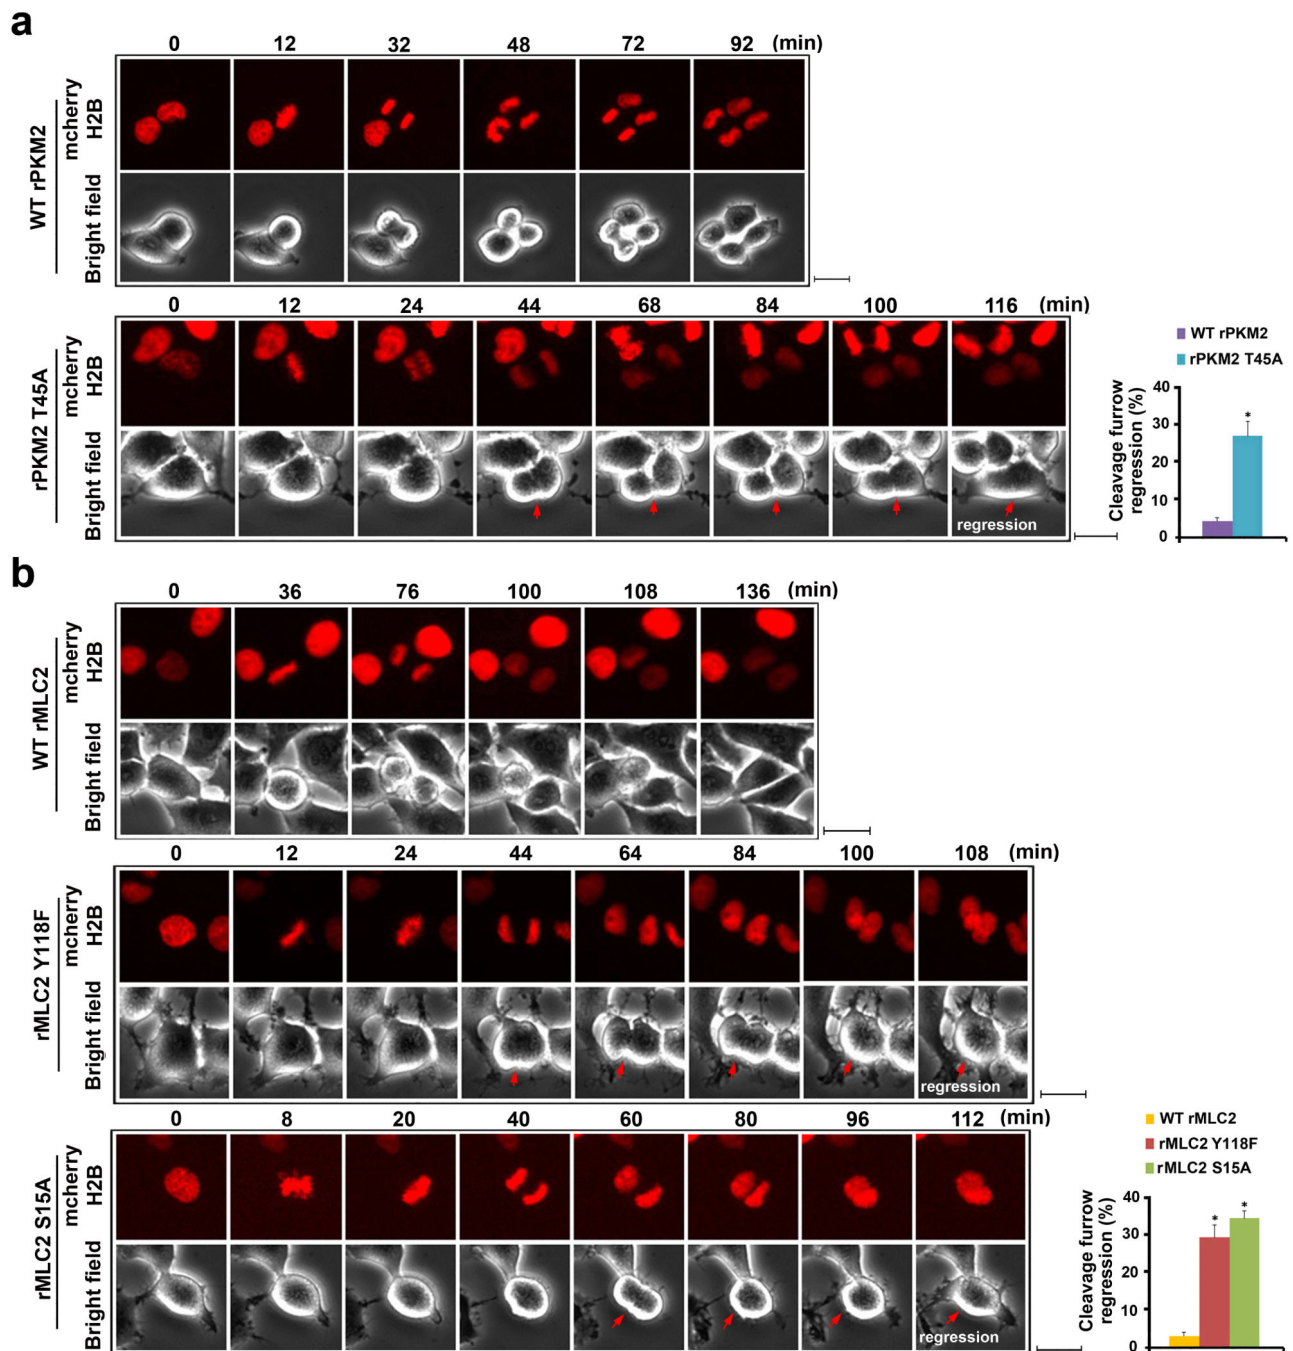 a
0 12 32 48 72 92 (min)
WT rPKM2
mcherry
H2B
Bright field
0 12 24 44 68 84 100 116 (min)
rPKM2 T45A
mcherry
H2B
Bright field
regression
WT rPKM2
rPKM2 T45A
Cleavage furrow
regression (%)
40
30
20
10
0
*
b
0 36 76 100 108 136 (min)
WT rMLC2
mcherry
H2B
Bright field
0 12 24 44 64 84 100 108 (min)
rMLC2 Y118F
mcherry
H2B
Bright field
regression
0 8 20 40 60 80 96 112 (min)
rMLC2 S15A
mcherry
H2B
Bright field
regression
WT rMLC2
rMLC2 Y118F
rMLC2 S15A
Cleavage furrow
regression (%)
40
30
20
10
0
* *